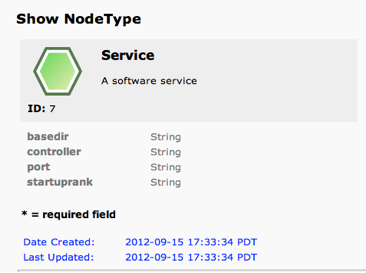 Show NodeType
Service
A software service
ID: 7
basedir String
controller String
port String
startuprank String
* = required field
Date Created: 2012-09-15 17:33:34 PDT
Last Updated: 2012-09-15 17:33:34 PDT